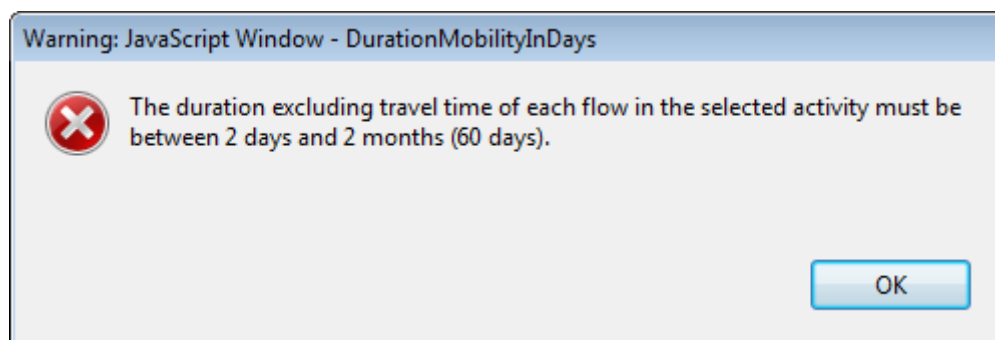 Warning: JavaScript Window - DurationMobilityInDays
The duration excluding travel time of each flow in the selected activity must be
between 2 days and 2 months (60 days).
OK